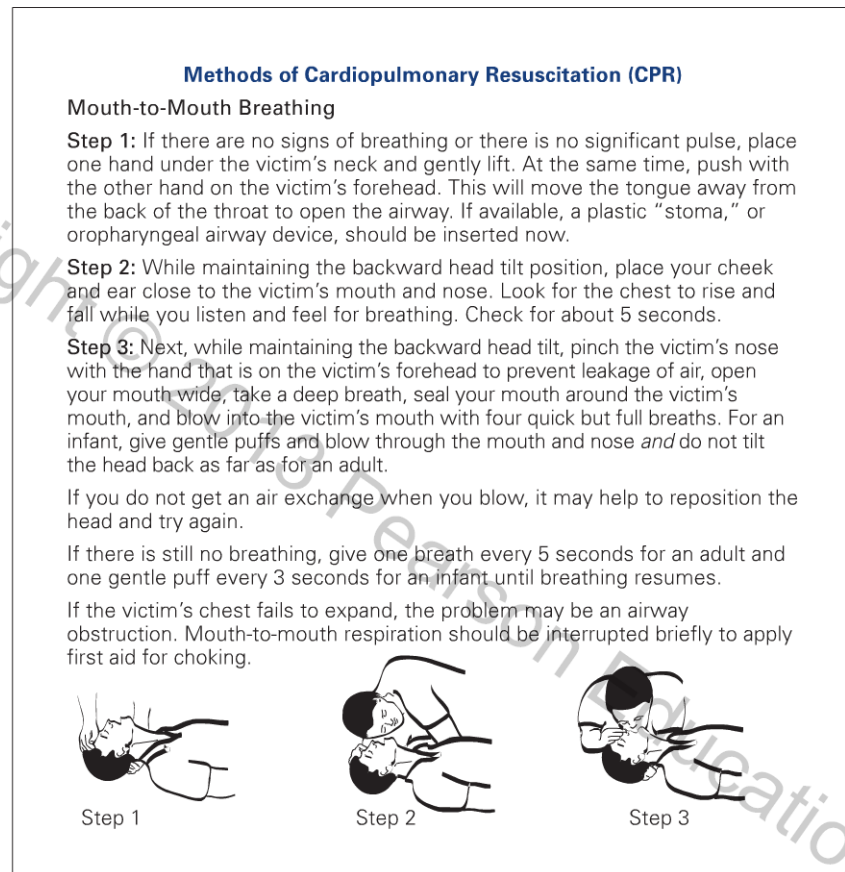 Methods of Cardiopulmonary Resuscitation (CPR)
Mouth-to-Mouth Breathing
Step 1: If there are no signs of breathing or there is no significant pulse, place
one hand under the victim's neck and gently lift. At the same time, push with
the other hand on the victim's forehead. This will move the tongue away from
the back of the throat to open the airway. If available, a plastic “stoma,” or
oropharyngeal airway device, should be inserted now.
Step 2: While maintaining the backward head tilt position, place your cheek
and ear close to the victim's mouth and nose. Look for the chest to rise and
fall while you listen and feel for breathing. Check for about 5 seconds.
Step 3: Next, while maintaining the backward head tilt, pinch the victim's nose
with the hand that is on the victim's forehead to prevent leakage of air, open
your mouth wide, take a deep breath, seal your mouth around the victim's
mouth, and blow into the victim's mouth with four quick but full breaths. For an
infant, give gentle puffs and blow through the mouth and nose and do not tilt
the head back as far as for an adult.
If you do not get an air exchange when you blow, it may help to reposition the
head and try again.
If there is still no breathing, give one breath every 5 seconds for an adult and
one gentle puff every 3 seconds for an infant until breathing resumes.
If the victim's chest fails to expand, the problem may be an airway
obstruction. Mouth-to-mouth respiration should be interrupted briefly to apply
first aid for choking.
Step 1
Step 2
Step 3
ight © 2013 Pearson Educatio